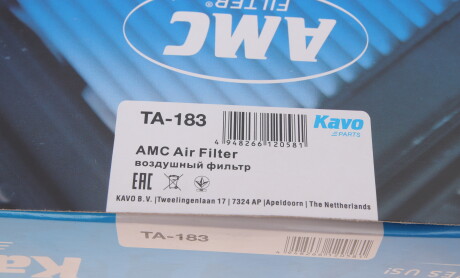 AMC
FILTER®
TA-183
4 948266 120581
Kavo
PARTS
AMC Air Filter
воздушный фильтр
EAC
KAVO B.V. |Tweelingenlaan 17 | 7324 AP |Apeldoorn | The Netherlands
TA-183
Kavo